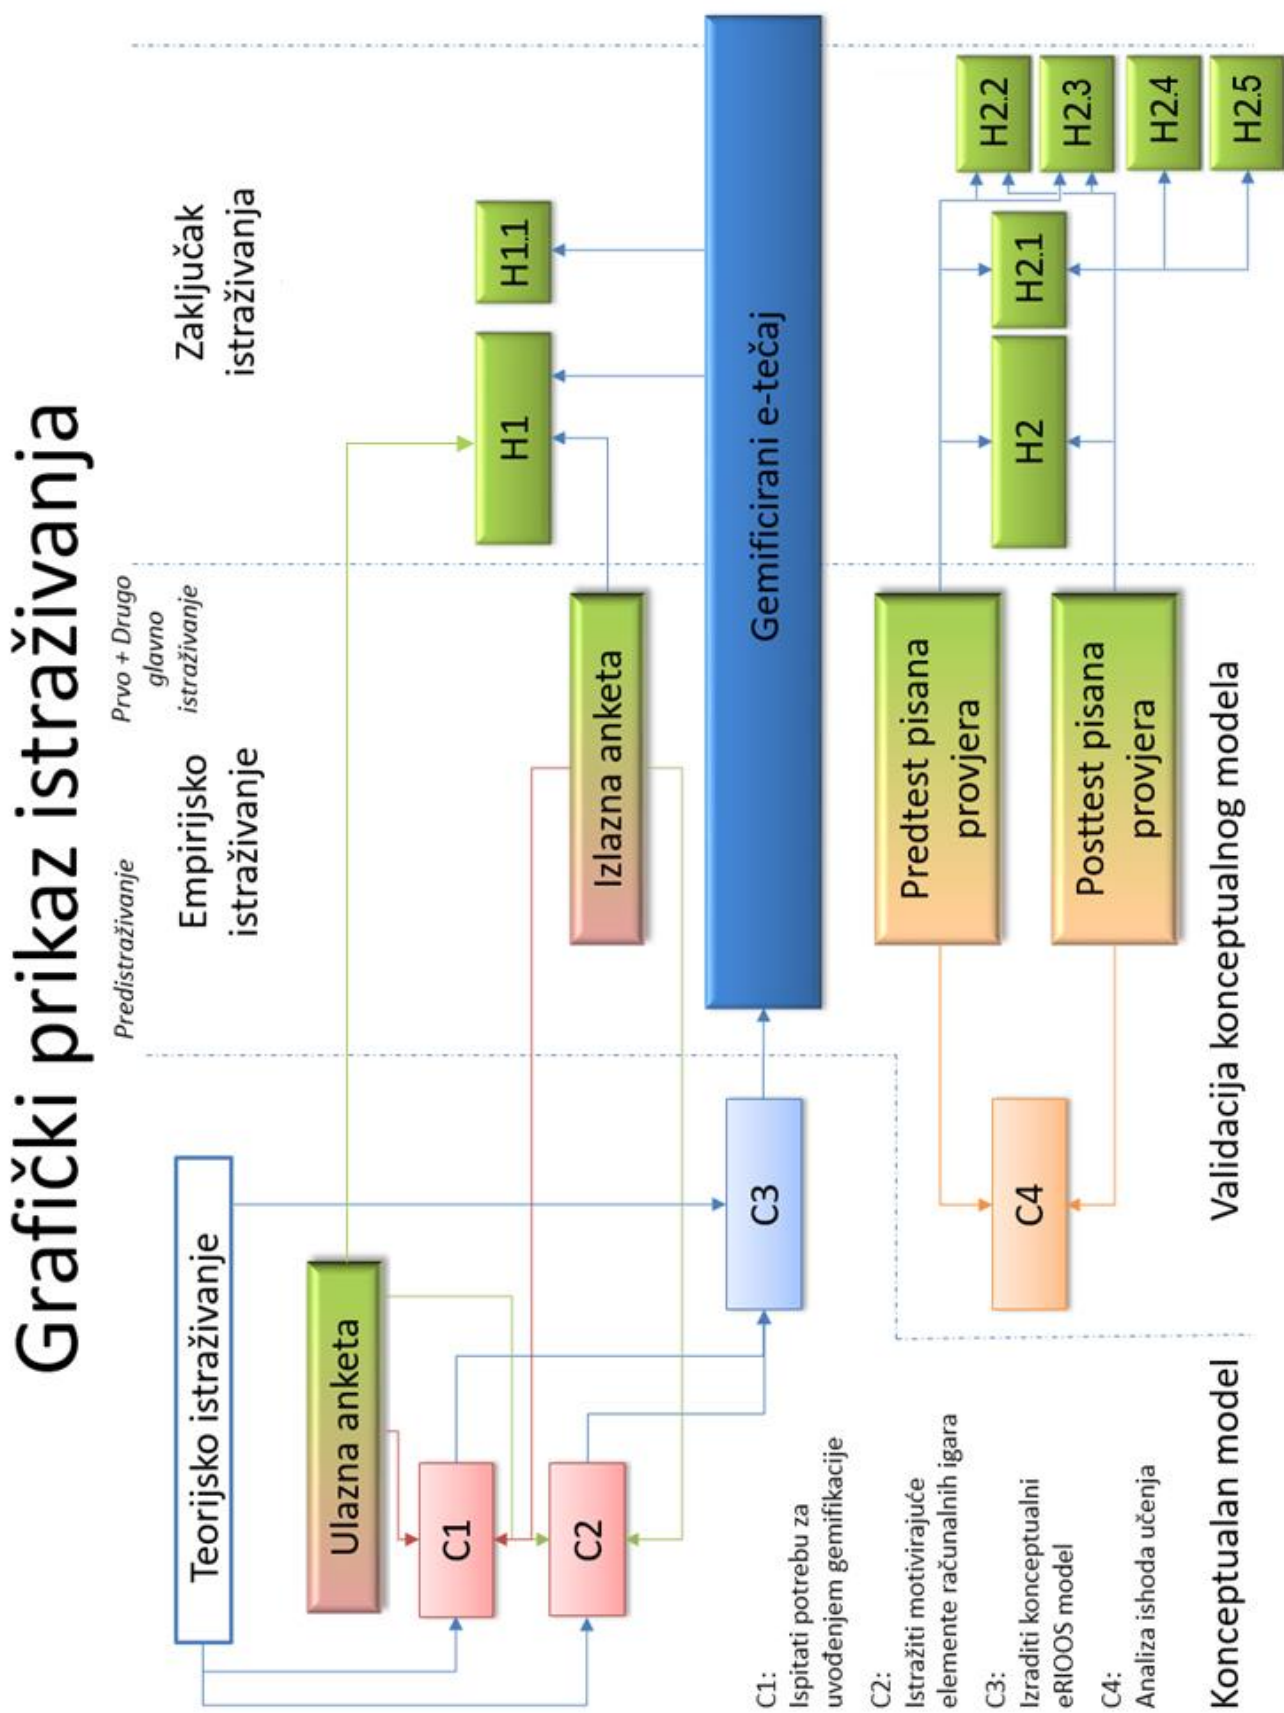 Grafički prikaz istraživanja
Predistraživanje
Prvo + Drugo
glavno
istraživanje
Empirijsko
istraživanje
Zaključak
istraživanja
Teorijsko istraživanje
Ulazna anketa
C1
C2
Izlazna anketa
H1
H1.1
C3
Gemificirani e-tečaj
C4
Predtest pisana
provjera
Posttest pisana
provjera
H2
H2.1
H2.2
H2.3
H2.4
H2.5
C1:
Ispitati potrebu za
uvođenjem gemifikacije
C2:
Istražiti motivirajuće
elemente računalnih igara
C3:
Izraditi konceptualni
eRIOOS model
C4:
Analiza ishoda učenja
Konceptualan model
Validacija konceptualnog modela